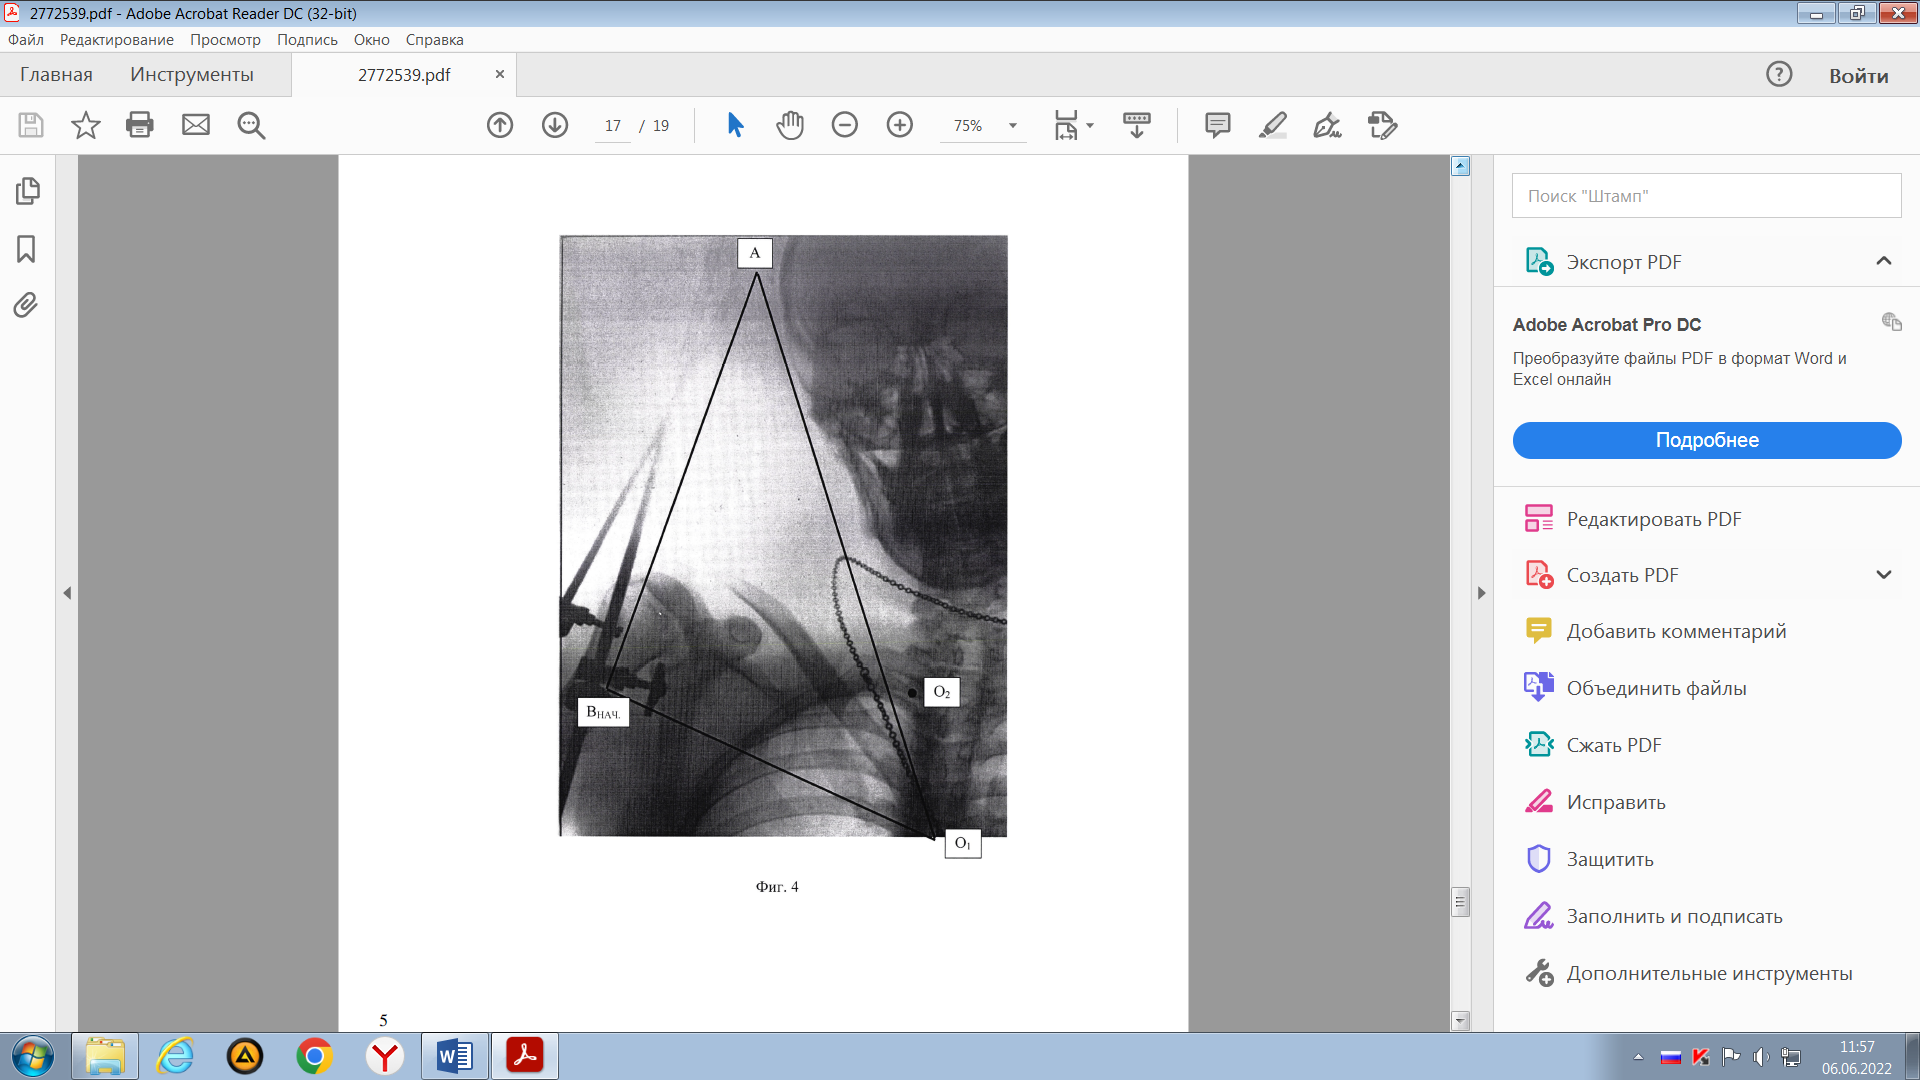 2772539.pdf - Adobe Acrobat Reader DC (32-bit)
Файл Редактирование Просмотр Подпись Окно Справка
Главная Инструменты 2772539.pdf × Войти
17 / 19 75%
Поиск "Штамп"
Экспорт PDF
Adobe Acrobat Pro DC
Преобразуйте файлы PDF в формат Word и
Excel онлайн
Подробнее
Редактировать PDF
Создать PDF
Добавить комментарий
Объединить файлы
Сжать PDF
Исправить
Защитить
Заполнить и подписать
Дополнительные инструменты
А
О₂
ВНАЧ.
О₁
Фиг. 4
5
11:57
06.06.2022